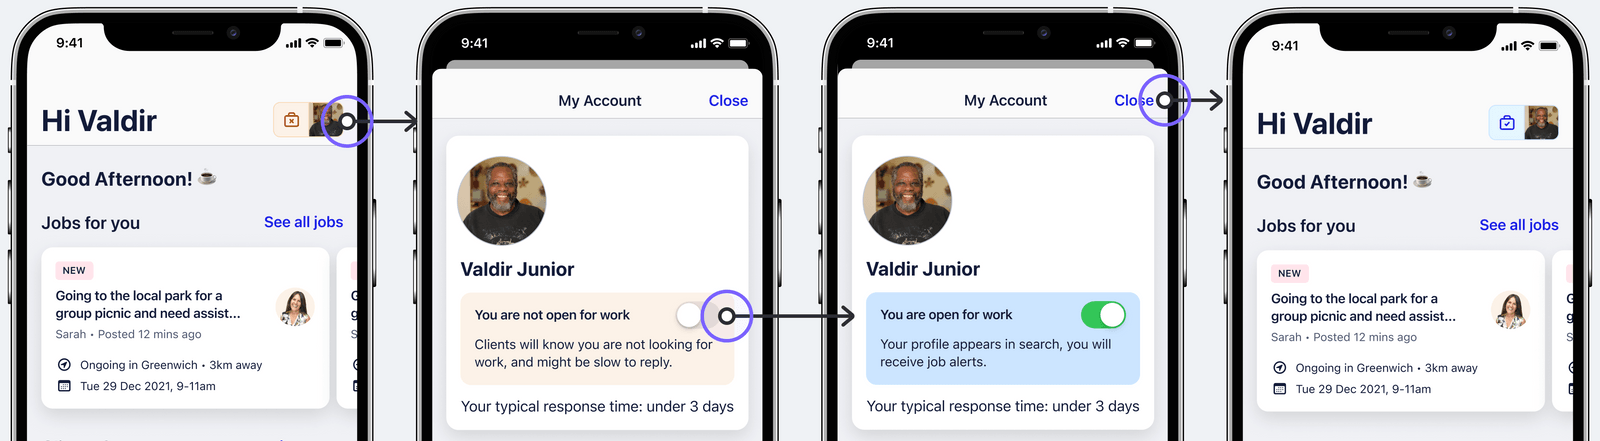 9:41
Hi Valdir
Good Afternoon!
Jobs for you
See all jobs
NEW
Going to the local park for a
group picnic and need assist...
Sarah • Posted 12 mins ago
Ongoing in Greenwich • 3km away
Tue 29 Dec 2021, 9-11am
9:41
My Account
Close
Valdir Junior
You are not open for work
Clients will know you are not looking for
work, and might be slow to reply.
Your typical response time: under 3 days
9:41
My Account
Close
Valdir Junior
You are open for work
Your profile appears in search, you will
receive job alerts.
Your typical response time: under 3 days
9:41
Hi Valdir
Good Afternoon!
Jobs for you
See all jobs
NEW
Going to the local park for a
group picnic and need assist...
Sarah • Posted 12 mins ago
Ongoing in Greenwich • 3km away
Tue 29 Dec 2021, 9-11am